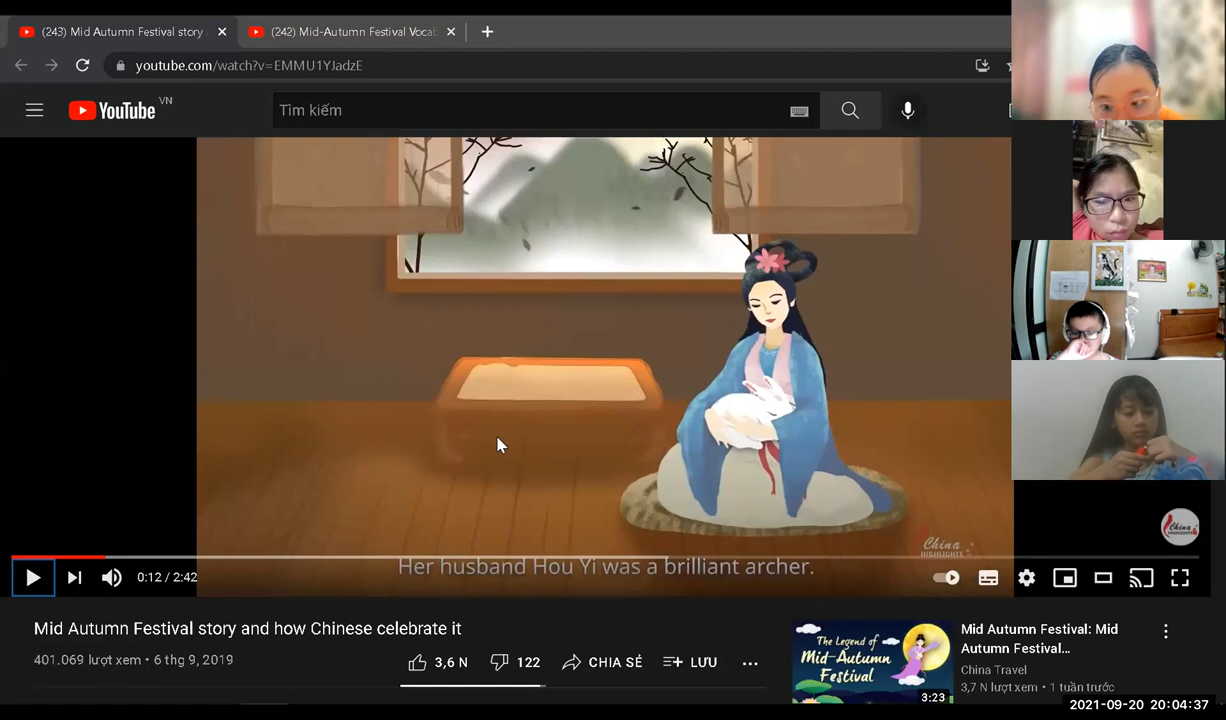 (243) Mid Autumn Festival story
(242) Mid-Autumn Festival Vocab
youtube.com/watch?v=EMMU1YJadzE
YouTube VN
Tìm kiếm
Her husband Hou Yi was a brilliant archer.
China
HIGHLIGHTS
China
0:12 / 2:42
Mid Autumn Festival story and how Chinese celebrate it
401.069 lượt xem • 6 thg 9, 2019
3,6 N
122
CHIA SẺ
LƯU
The Legend of
Mid-Autumn
Festival
3:23
Mid Autumn Festival: Mid
Autumn Festival...
China Travel
3,7 N lượt xem • 1 tuần trước
2021-09-20 20:04:37